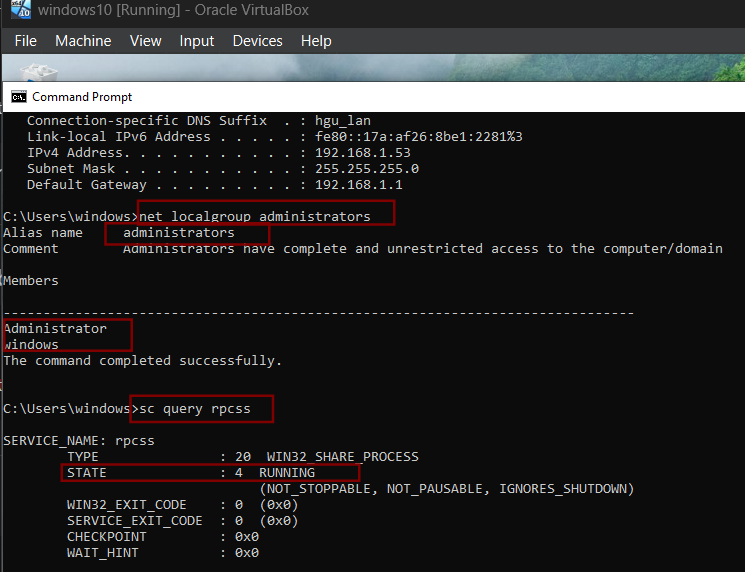 windows10 [Running] - Oracle VirtualBox
File Machine View Input Devices Help
Command Prompt
Connection-specific DNS Suffix . : hgu_lan
Link-local IPv6 Address . . . . . : fe80::17a:af26:8be1:2281%3
IPv4 Address. . . . . . . . . . . : 192.168.1.53
Subnet Mask . . . . . . . . . . . : 255.255.255.0
Default Gateway . . . . . . . . . : 192.168.1.1
C:\Users\windows>net localgroup administrators
Alias name     administrators
Comment        Administrators have complete and unrestricted access to the computer/domain
Members
-------------------------------------------------------------------------------
Administrator
windows
The command completed successfully.
C:\Users\windows>sc query rpcss
SERVICE_NAME: rpcss
TYPE               : 20  WIN32_SHARE_PROCESS
STATE              : 4  RUNNING
(NOT_STOPPABLE, NOT_PAUSABLE, IGNORES_SHUTDOWN)
WIN32_EXIT_CODE    : 0  (0x0)
SERVICE_EXIT_CODE  : 0  (0x0)
CHECKPOINT         : 0x0
WAIT_HINT          : 0x0